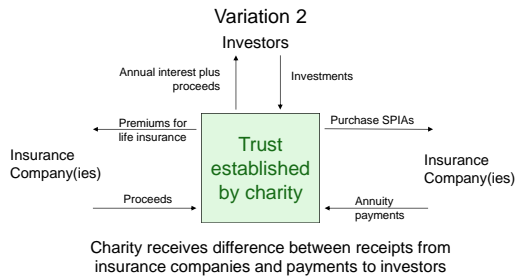 Variation 2
Investors
Annual interest plus
proceeds
Investments
Premiums for
life insurance
Purchase SPIAs
Insurance
Company(ies)
Trust
established
by charity
Insurance
Company(ies)
Proceeds
Annuity
payments
Charity receives difference between receipts from
insurance companies and payments to investors